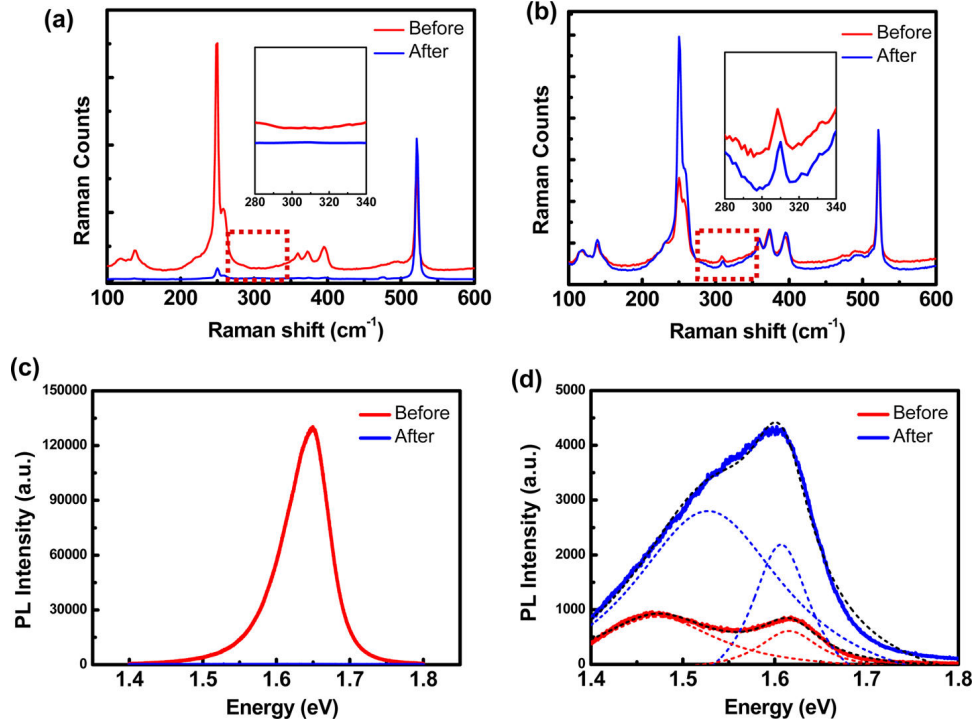 (a)
Before
After
Raman Counts
280 300 320 340
100 200 300 400 500 600
Raman shift (cm⁻¹)
(b)
Before
After
Raman Counts
280 300 320 340
100 200 300 400 500 600
Raman shift (cm⁻¹)
(c)
Before
After
PL Intensity (a.u.)
150000
120000
90000
60000
30000
0
1.4 1.5 1.6 1.7 1.8
Energy (eV)
(d)
Before
After
PL Intensity (a.u.)
5000
4000
3000
2000
1000
0
1.4 1.5 1.6 1.7 1.8
Energy (eV)